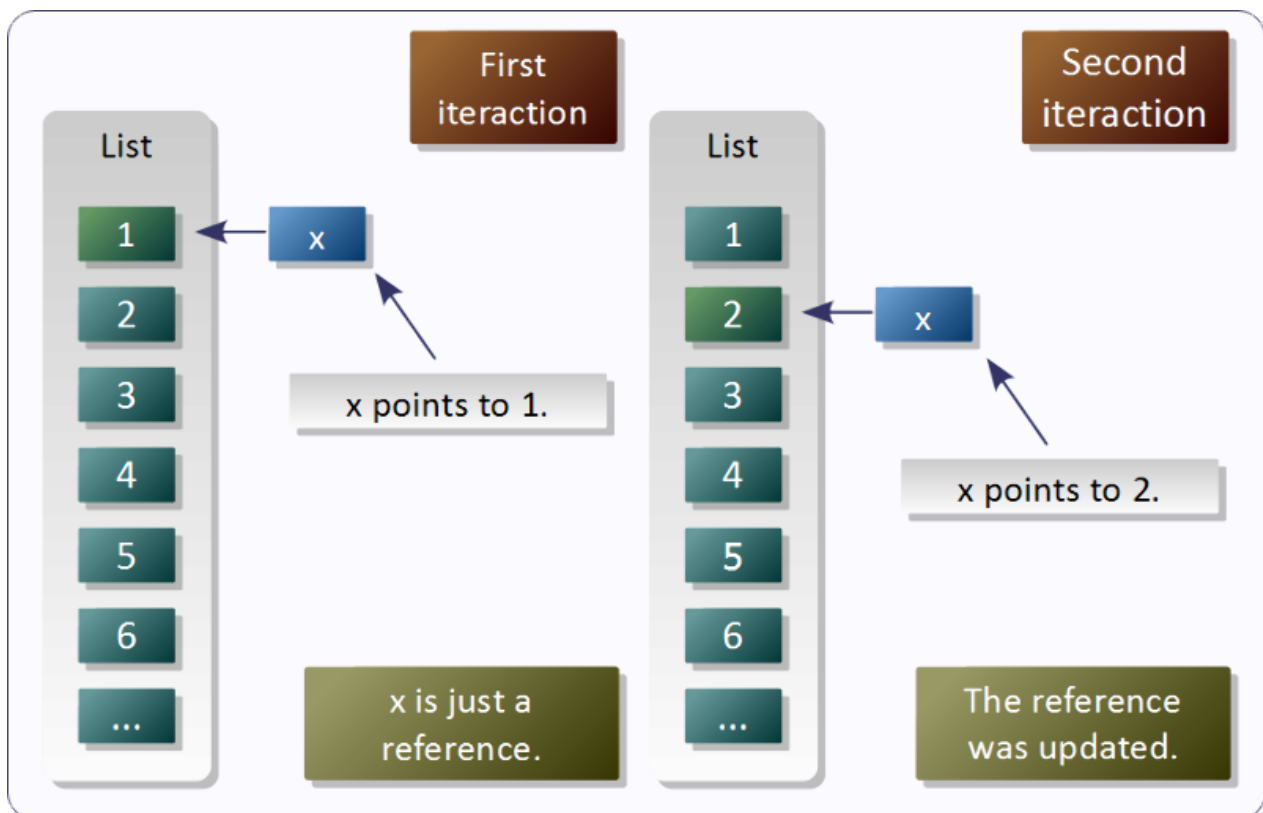 First
iteraction
List
1
2
3
4
5
6
...
x
x points to 1.
x is just a
reference.
Second
iteraction
List
1
2
3
4
5
6
...
x
x points to 2.
The reference
was updated.